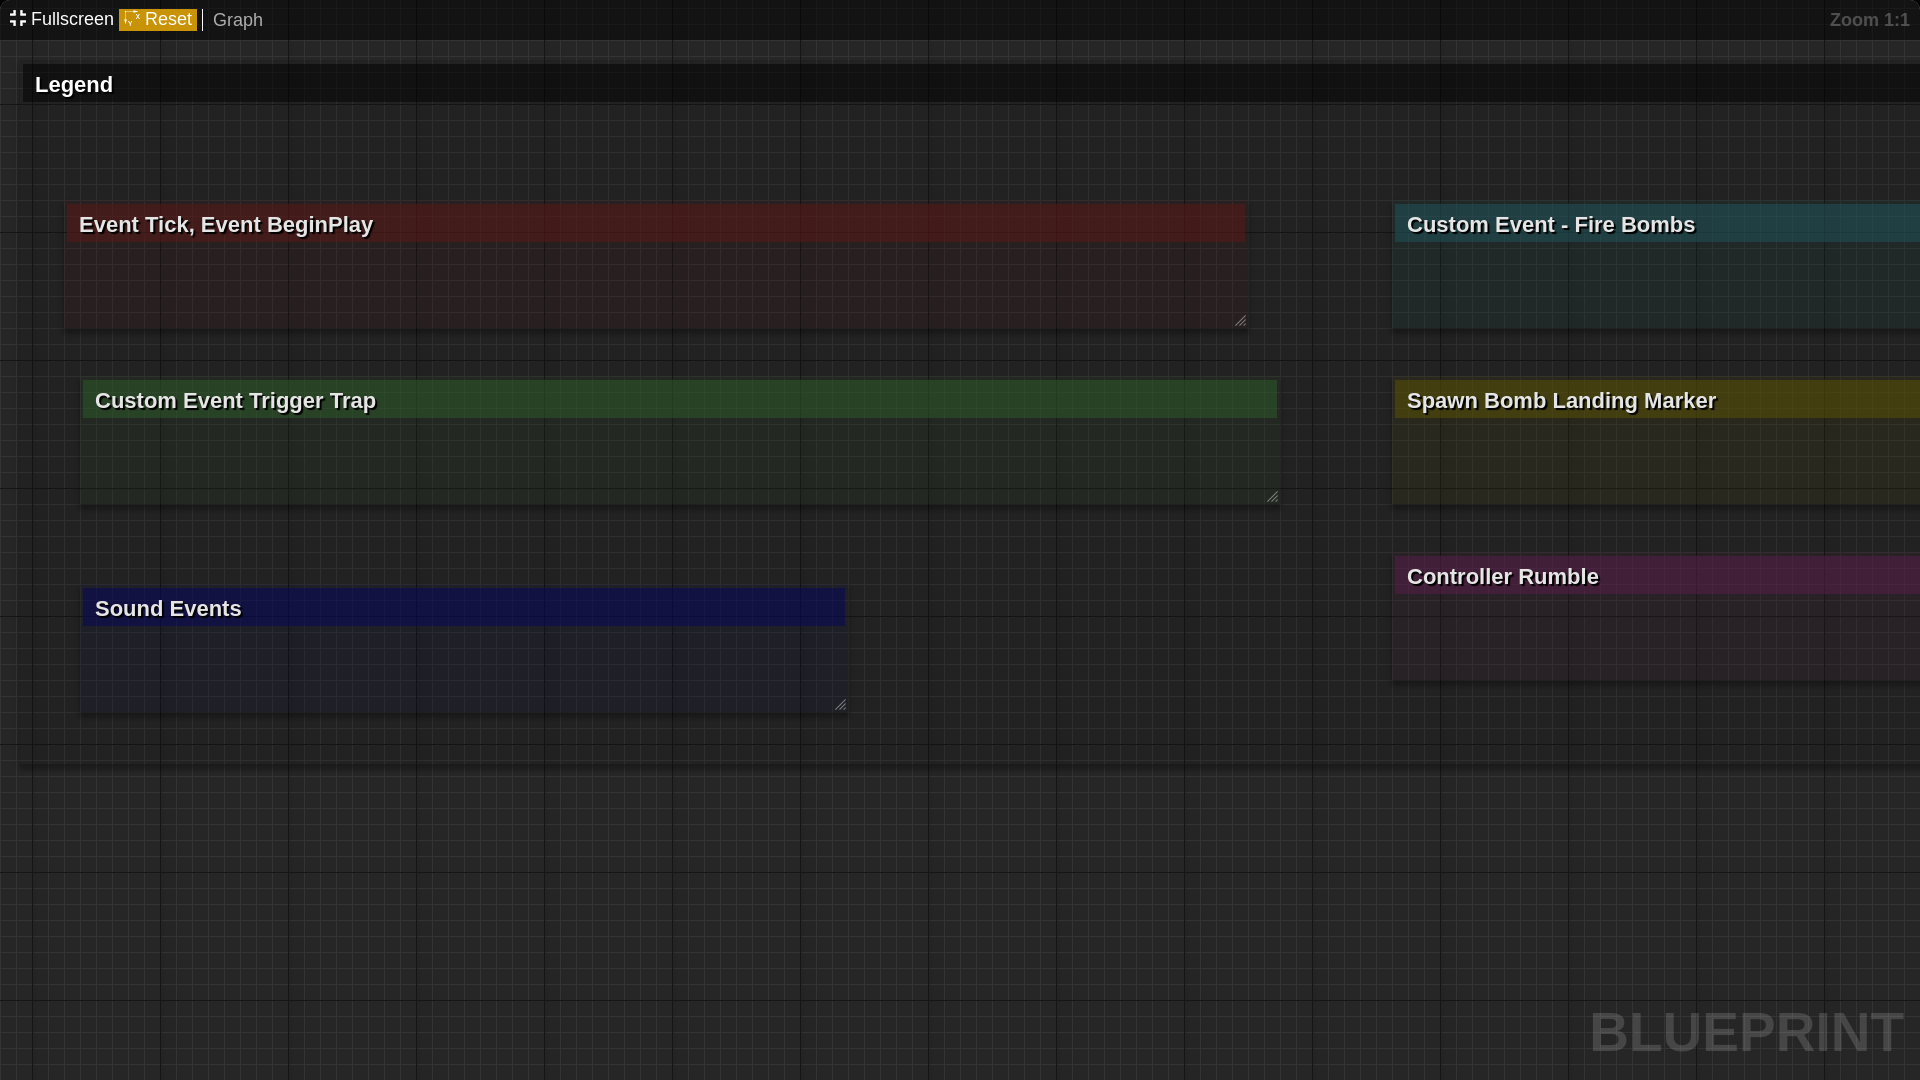 Fullscreen Reset Graph Zoom 1:1
Legend
Event Tick, Event BeginPlay
Custom Event - Fire Bombs
Custom Event Trigger Trap
Spawn Bomb Landing Marker
Controller Rumble
Sound Events
BLUEPRINT